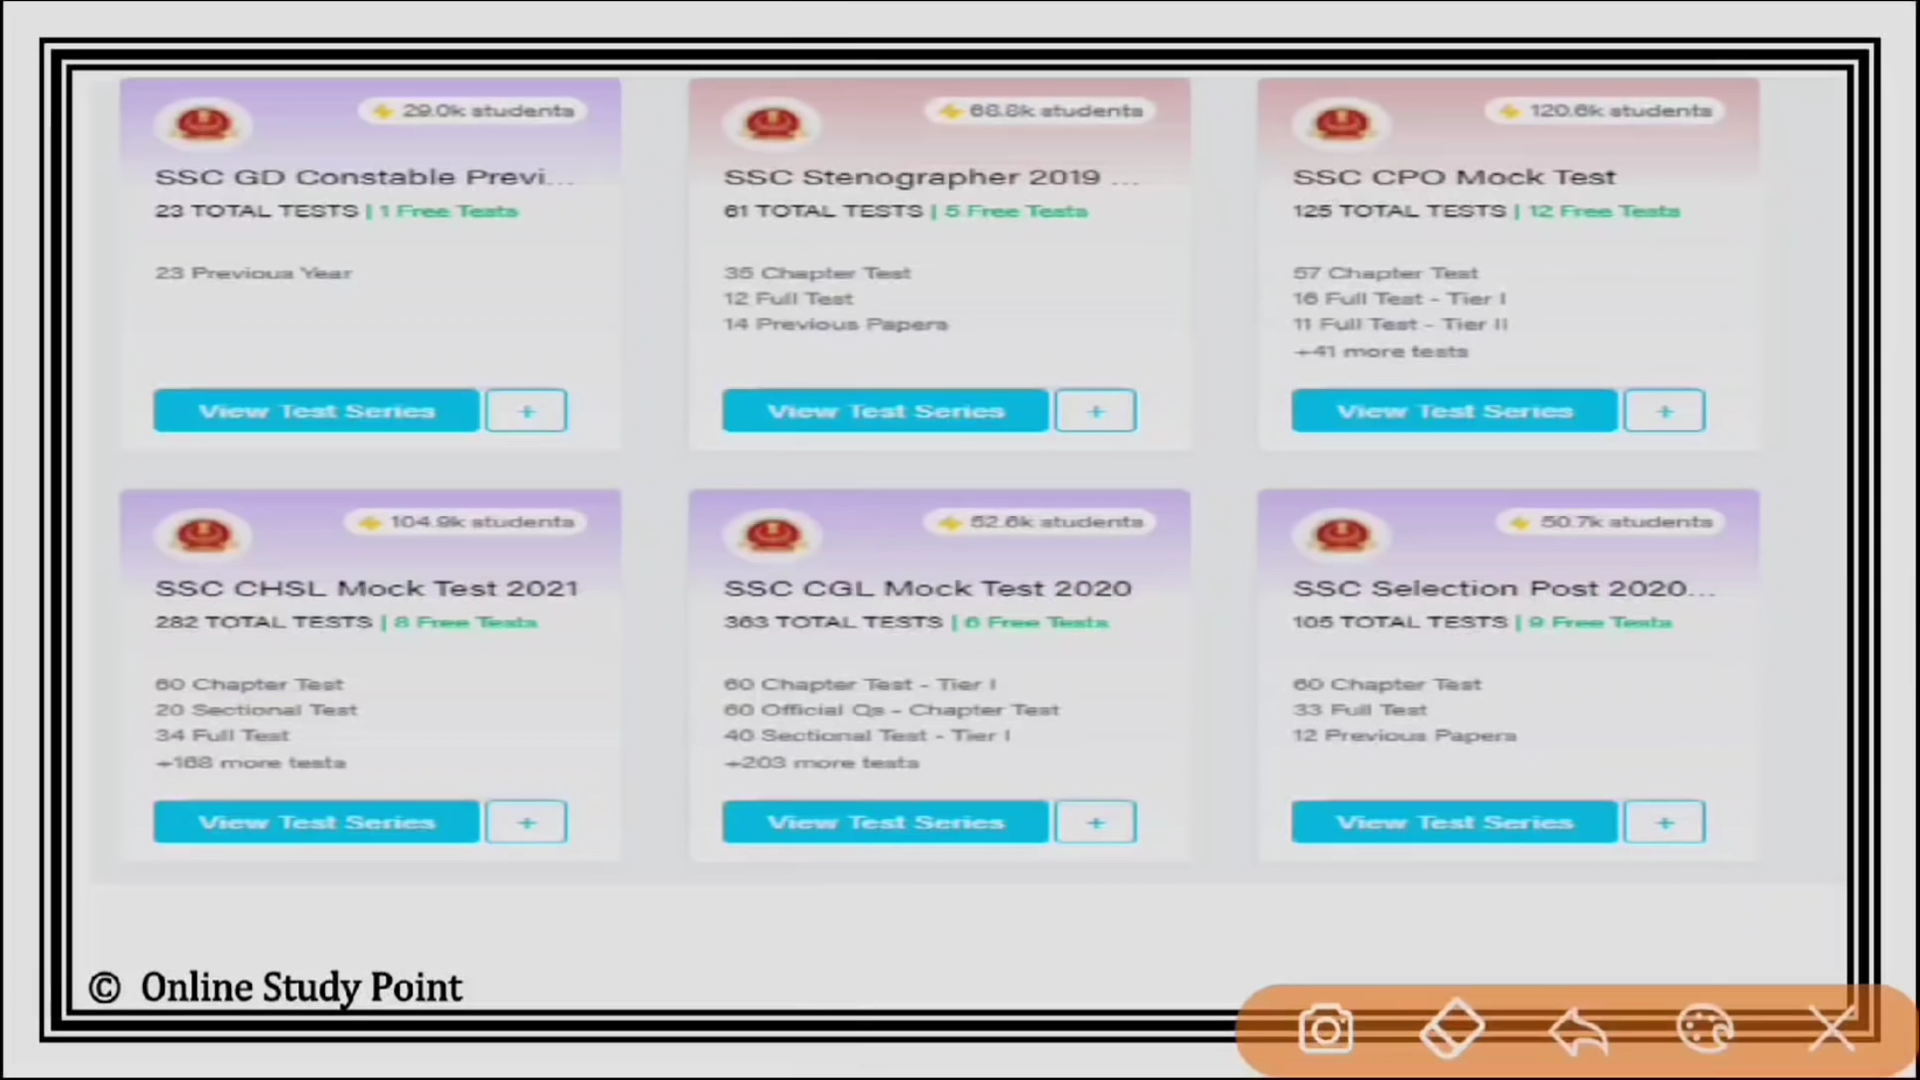 29.0k students
SSC GD Constable Previ...
23 TOTAL TESTS | 1 Free Tests
23 Previous Year
View Test Series
+
68.8k students
SSC Stenographer 2019 ...
61 TOTAL TESTS | 5 Free Tests
35 Chapter Test
12 Full Test
14 Previous Papers
View Test Series
+
120.6k students
SSC CPO Mock Test
125 TOTAL TESTS | 12 Free Tests
57 Chapter Test
16 Full Test - Tier I
11 Full Test - Tier II
+41 more tests
View Test Series
+
104.9k students
SSC CHSL Mock Test 2021
282 TOTAL TESTS | 8 Free Tests
60 Chapter Test
20 Sectional Test
34 Full Test
+168 more tests
View Test Series
+
52.6k students
SSC CGL Mock Test 2020
363 TOTAL TESTS | 6 Free Tests
60 Chapter Test - Tier I
60 Official Qs - Chapter Test
40 Sectional Test - Tier I
+203 more tests
View Test Series
+
50.7k students
SSC Selection Post 2020...
105 TOTAL TESTS | 9 Free Tests
60 Chapter Test
33 Full Test
12 Previous Papers
View Test Series
+
© Online Study Point